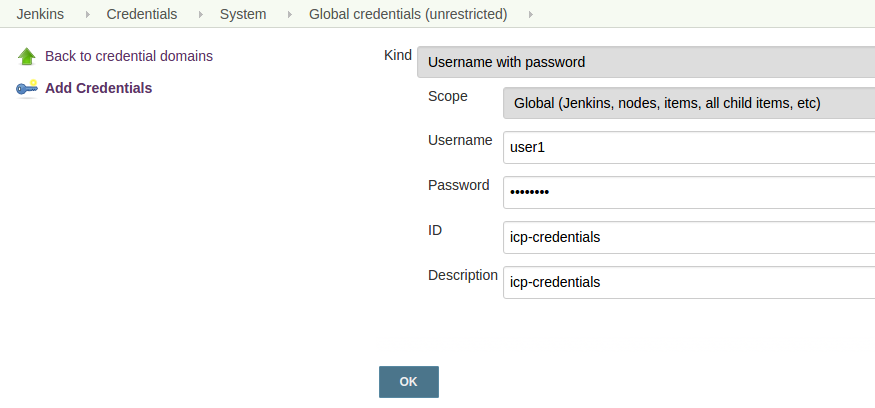 Jenkins Credentials System Global credentials (unrestricted)
Back to credential domains
Add Credentials
Kind Username with password
Scope Global (Jenkins, nodes, items, all child items, etc)
Username user1
Password ••••••••
ID icp-credentials
Description icp-credentials
OK